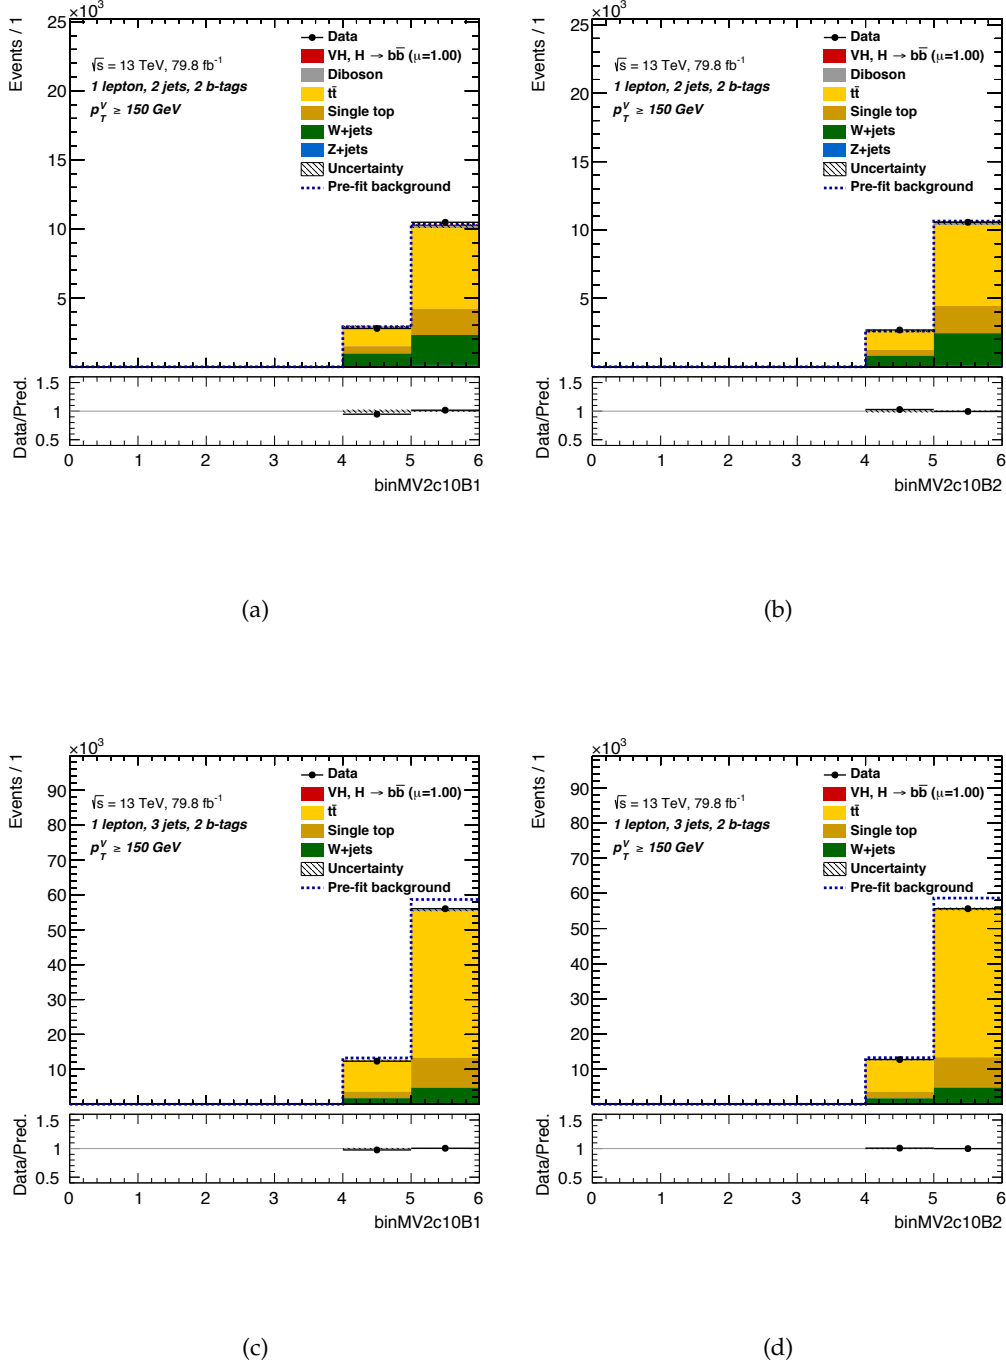 ×10³
Events / 1
25
20
15
10
5
√s = 13 TeV, 79.8 fb⁻¹
1 lepton, 2 jets, 2 b-tags
p_T^V ≥ 150 GeV
Data
VH, H → bb̄ (μ=1.00)
Diboson
tt̄
Single top
W+jets
Z+jets
Uncertainty
Pre-fit background
Data/Pred.
1.5
1
0.5
0 1 2 3 4 5 6
binMV2c10B1
(a)
×10³
Events / 1
25
20
15
10
5
√s = 13 TeV, 79.8 fb⁻¹
1 lepton, 2 jets, 2 b-tags
p_T^V ≥ 150 GeV
Data
VH, H → bb̄ (μ=1.00)
Diboson
tt̄
Single top
W+jets
Z+jets
Uncertainty
Pre-fit background
Data/Pred.
1.5
1
0.5
0 1 2 3 4 5 6
binMV2c10B2
(b)
×10³
Events / 1
90
80
70
60
50
40
30
20
10
√s = 13 TeV, 79.8 fb⁻¹
1 lepton, 3 jets, 2 b-tags
p_T^V ≥ 150 GeV
Data
VH, H → bb̄ (μ=1.00)
tt̄
Single top
W+jets
Uncertainty
Pre-fit background
Data/Pred.
1.5
1
0.5
0 1 2 3 4 5 6
binMV2c10B1
(c)
×10³
Events / 1
90
80
70
60
50
40
30
20
10
√s = 13 TeV, 79.8 fb⁻¹
1 lepton, 3 jets, 2 b-tags
p_T^V ≥ 150 GeV
Data
VH, H → bb̄ (μ=1.00)
tt̄
Single top
W+jets
Uncertainty
Pre-fit background
Data/Pred.
1.5
1
0.5
0 1 2 3 4 5 6
binMV2c10B2
(d)